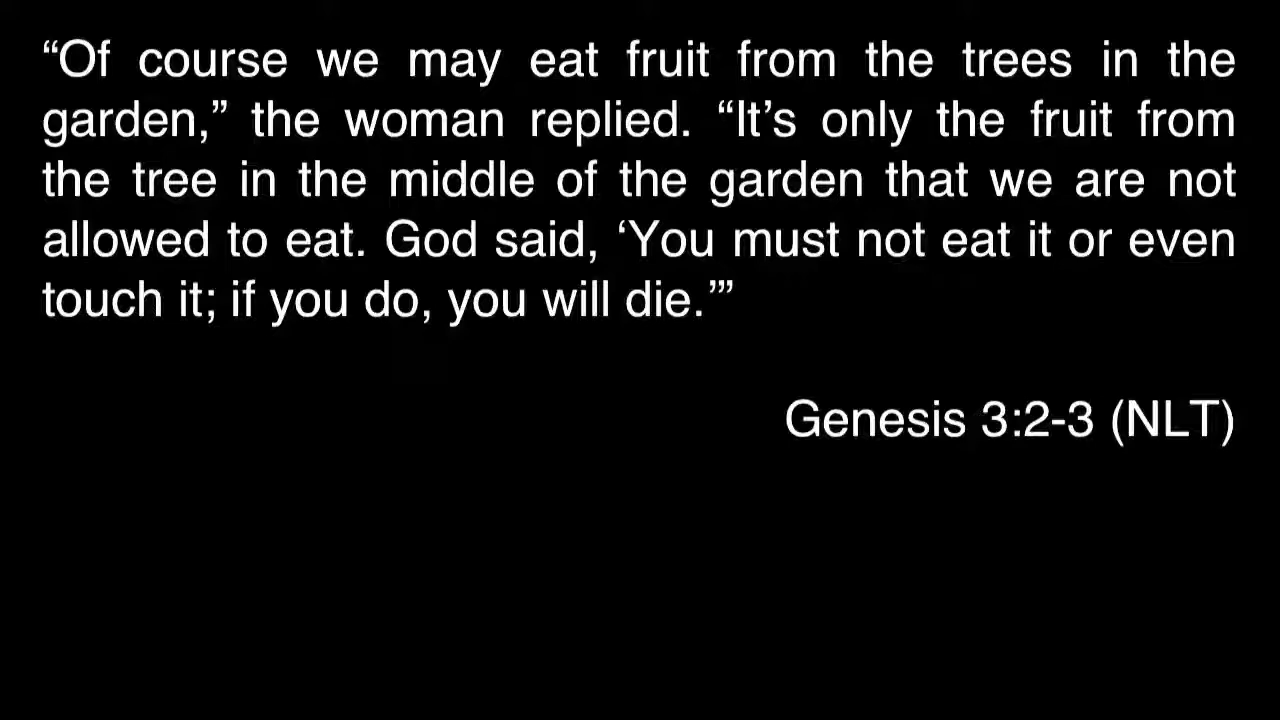 “Of course we may eat fruit from the trees in the
garden,” the woman replied. “It’s only the fruit from
the tree in the middle of the garden that we are not
allowed to eat. God said, ‘You must not eat it or even
touch it; if you do, you will die.’”
Genesis 3:2-3 (NLT)